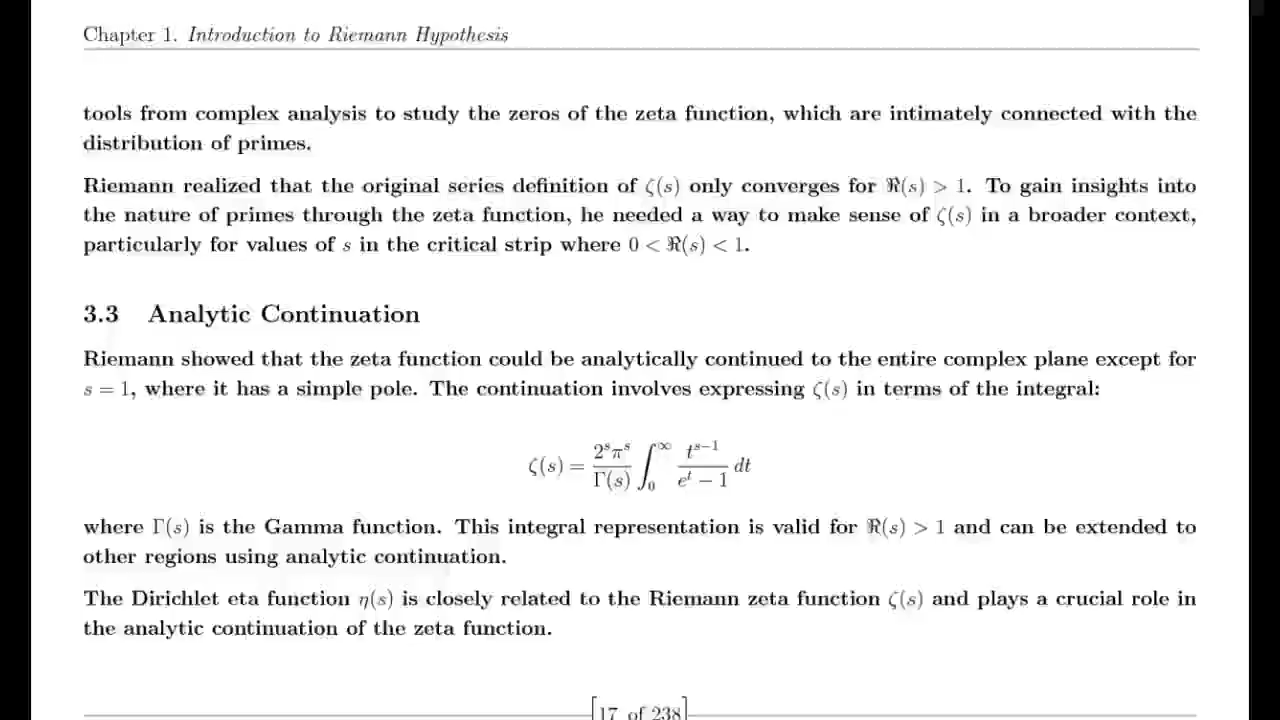 Chapter 1. Introduction to Riemann Hypothesis
tools from complex analysis to study the zeros of the zeta function, which are intimately connected with the
distribution of primes.
Riemann realized that the original series definition of ζ(s) only converges for ℜ(s) > 1. To gain insights into
the nature of primes through the zeta function, he needed a way to make sense of ζ(s) in a broader context,
particularly for values of s in the critical strip where 0 < ℜ(s) < 1.
3.3 Analytic Continuation
Riemann showed that the zeta function could be analytically continued to the entire complex plane except for
s = 1, where it has a simple pole. The continuation involves expressing ζ(s) in terms of the integral:
ζ(s) = \frac{2^s π^s}{Γ(s)} ∫_0^∞ \frac{t^{s−1}}{e^t − 1} dt
where Γ(s) is the Gamma function. This integral representation is valid for ℜ(s) > 1 and can be extended to
other regions using analytic continuation.
The Dirichlet eta function η(s) is closely related to the Riemann zeta function ζ(s) and plays a crucial role in
the analytic continuation of the zeta function.
[17 of 238]